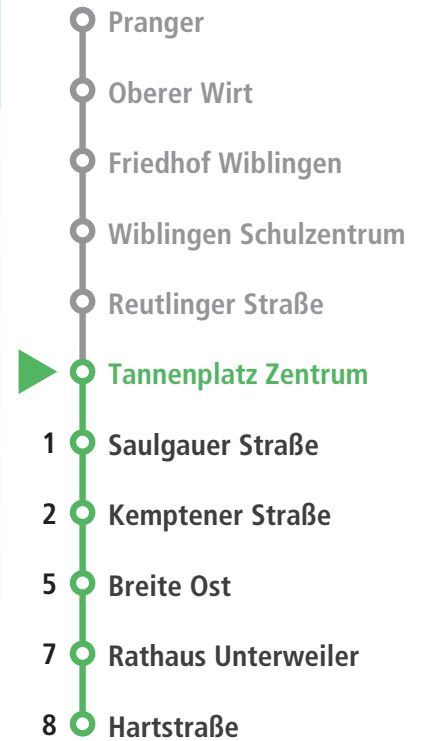 Pranger
Oberer Wirt
Friedhof Wiblingen
Wiblingen Schulzentrum
Reutlinger Straße
Tannenplatz Zentrum
1 Saulgauer Straße
2 Kemptener Straße
5 Breite Ost
7 Rathaus Unterweiler
8 Hartstraße